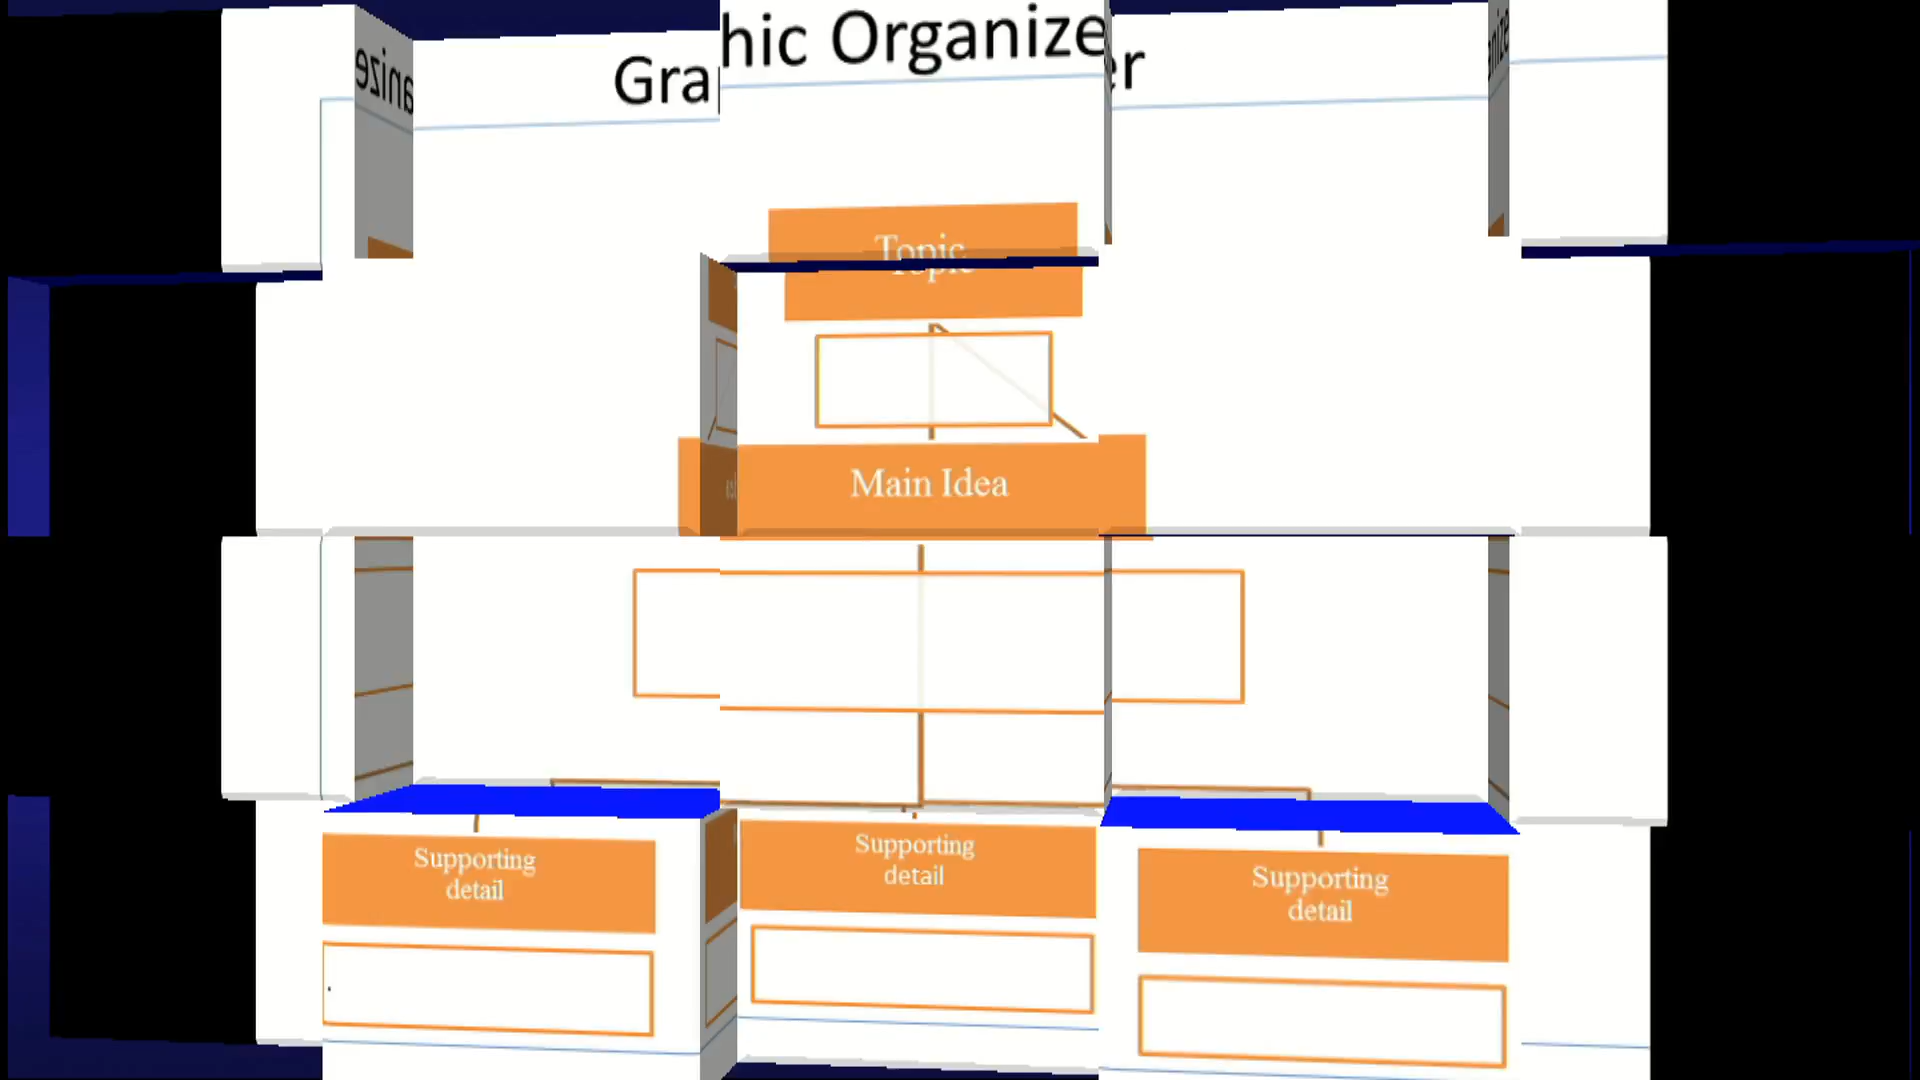 Graphic Organizer
Topic
Main Idea
Supporting
detail
Supporting
detail
Supporting
detail